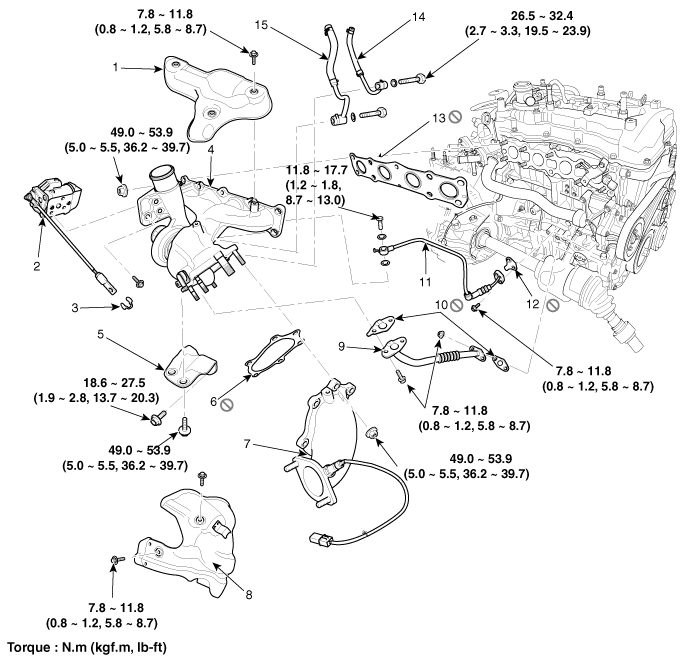 7.8 ~ 11.8
(0.8 ~ 1.2, 5.8 ~ 8.7)
15
14
26.5 ~ 32.4
(2.7 ~ 3.3, 19.5 ~ 23.9)
1
49.0 ~ 53.9
(5.0 ~ 5.5, 36.2 ~ 39.7)
4
13
11.8 ~ 17.7
(1.2 ~ 1.8,
8.7 ~ 13.0)
2
3
11
12
10
5
9
6
18.6 ~ 27.5
(1.9 ~ 2.8, 13.7 ~ 20.3)
7.8 ~ 11.8
(0.8 ~ 1.2, 5.8 ~ 8.7)
7.8 ~ 11.8
(0.8 ~ 1.2, 5.8 ~ 8.7)
49.0 ~ 53.9
(5.0 ~ 5.5, 36.2 ~ 39.7)
7
49.0 ~ 53.9
(5.0 ~ 5.5, 36.2 ~ 39.7)
8
7.8 ~ 11.8
(0.8 ~ 1.2, 5.8 ~ 8.7)
Torque : N.m (kgf.m, lb-ft)